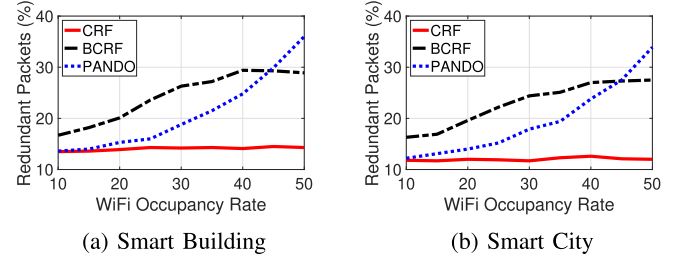 Redundant Packets (%)
40
30
20
10
CRF
BCRF
PANDO
10 20 30 40 50
WiFi Occupancy Rate
(a) Smart Building
Redundant Packets (%)
40
30
20
10
CRF
BCRF
PANDO
10 20 30 40 50
WiFi Occupancy Rate
(b) Smart City